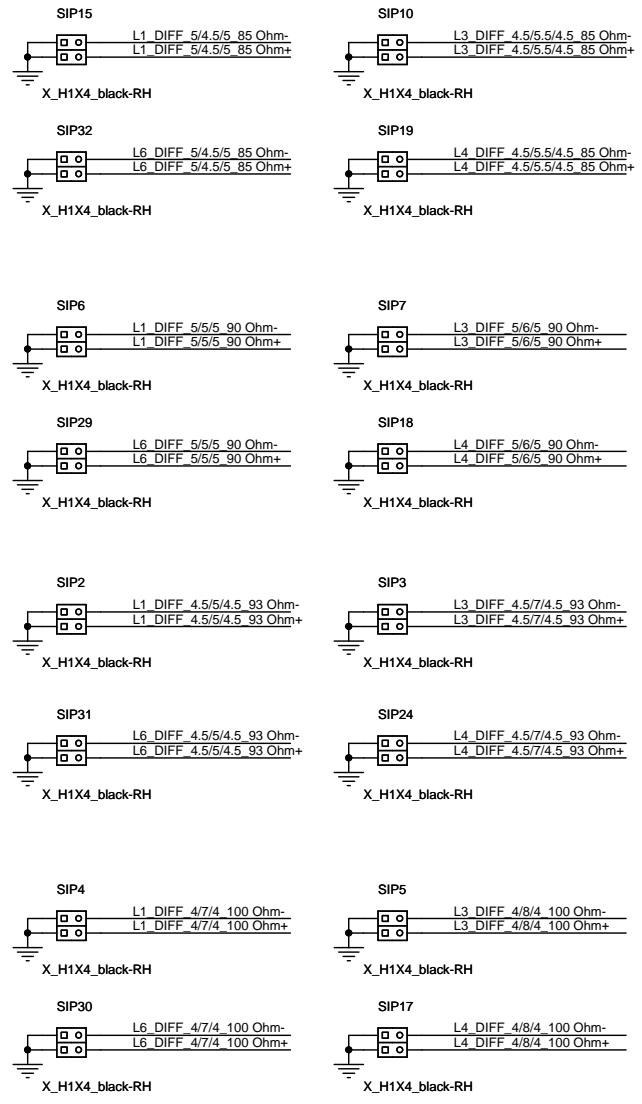 SIP15
L1_DIFF_5/4.5/5_85 Ohm-
L1_DIFF_5/4.5/5_85 Ohm+
X_H1X4_black-RH
SIP10
L3_DIFF_4.5/5.5/4.5_85 Ohm-
L3_DIFF_4.5/5.5/4.5_85 Ohm+
X_H1X4_black-RH
SIP32
L6_DIFF_5/4.5/5_85 Ohm-
L6_DIFF_5/4.5/5_85 Ohm+
X_H1X4_black-RH
SIP19
L4_DIFF_4.5/5.5/4.5_85 Ohm-
L4_DIFF_4.5/5.5/4.5_85 Ohm+
X_H1X4_black-RH
SIP6
L1_DIFF_5/5/5_90 Ohm-
L1_DIFF_5/5/5_90 Ohm+
X_H1X4_black-RH
SIP7
L3_DIFF_5/6/5_90 Ohm-
L3_DIFF_5/6/5_90 Ohm+
X_H1X4_black-RH
SIP29
L6_DIFF_5/5/5_90 Ohm-
L6_DIFF_5/5/5_90 Ohm+
X_H1X4_black-RH
SIP18
L4_DIFF_5/6/5_90 Ohm-
L4_DIFF_5/6/5_90 Ohm+
X_H1X4_black-RH
SIP2
L1_DIFF_4.5/5/4.5_93 Ohm-
L1_DIFF_4.5/5/4.5_93 Ohm+
X_H1X4_black-RH
SIP3
L3_DIFF_4.5/7/4.5_93 Ohm-
L3_DIFF_4.5/7/4.5_93 Ohm+
X_H1X4_black-RH
SIP31
L6_DIFF_4.5/5/4.5_93 Ohm-
L6_DIFF_4.5/5/4.5_93 Ohm+
X_H1X4_black-RH
SIP24
L4_DIFF_4.5/7/4.5_93 Ohm-
L4_DIFF_4.5/7/4.5_93 Ohm+
X_H1X4_black-RH
SIP4
L1_DIFF_4/7/4_100 Ohm-
L1_DIFF_4/7/4_100 Ohm+
X_H1X4_black-RH
SIP5
L3_DIFF_4/8/4_100 Ohm-
L3_DIFF_4/8/4_100 Ohm+
X_H1X4_black-RH
SIP30
L6_DIFF_4/7/4_100 Ohm-
L6_DIFF_4/7/4_100 Ohm+
X_H1X4_black-RH
SIP17
L4_DIFF_4/8/4_100 Ohm-
L4_DIFF_4/8/4_100 Ohm+
X_H1X4_black-RH